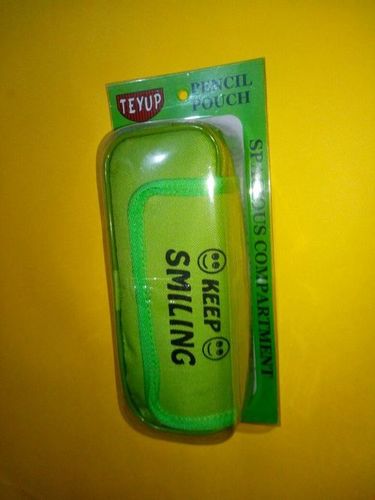 TEYUP
PENCIL
POUCH
SPACIOUS COMPARTMENT
KEEP
SMILING